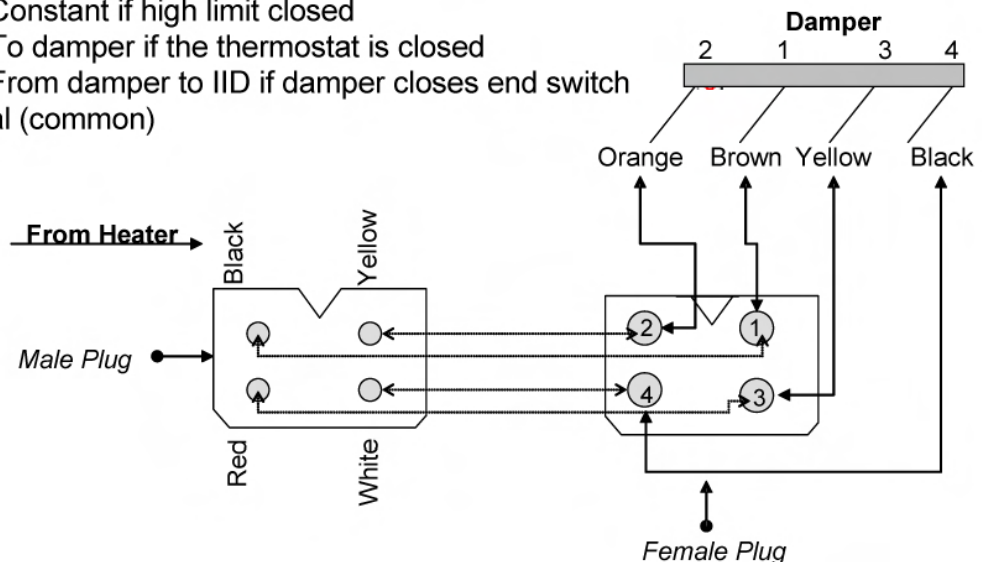 Constant if high limit closed
To damper if the thermostat is closed
From damper to IID if damper closes end switch
al (common)
Damper
2 1 3 4
Orange Brown Yellow Black
From Heater
Black
Yellow
2 1
Male Plug
4 3
Red
White
Female Plug